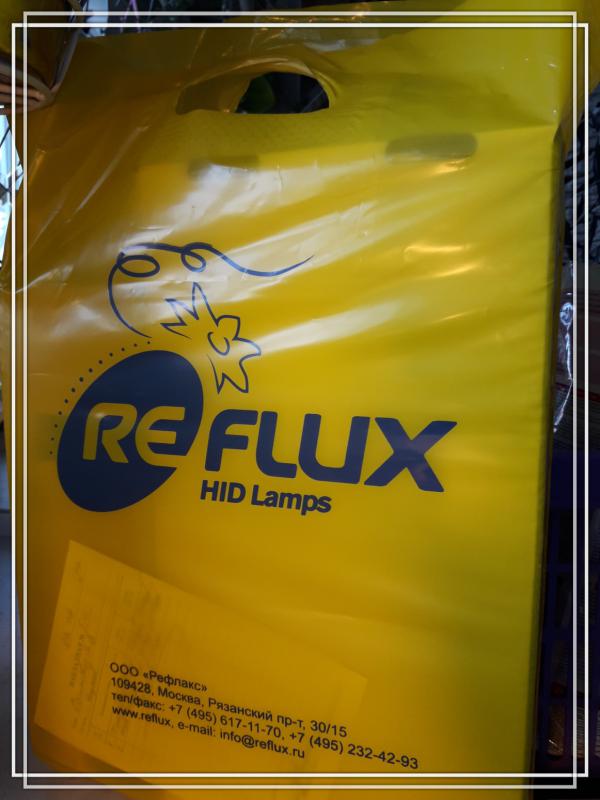 REFLUX
HID Lamps
ООО «Рефлакс»
109428, Москва, Рязанский пр-т, 30/15
тел/факс: +7 (495) 617-11-70, +7 (495) 232-42-93
www.reflux, e-mail: info@reflux.ru